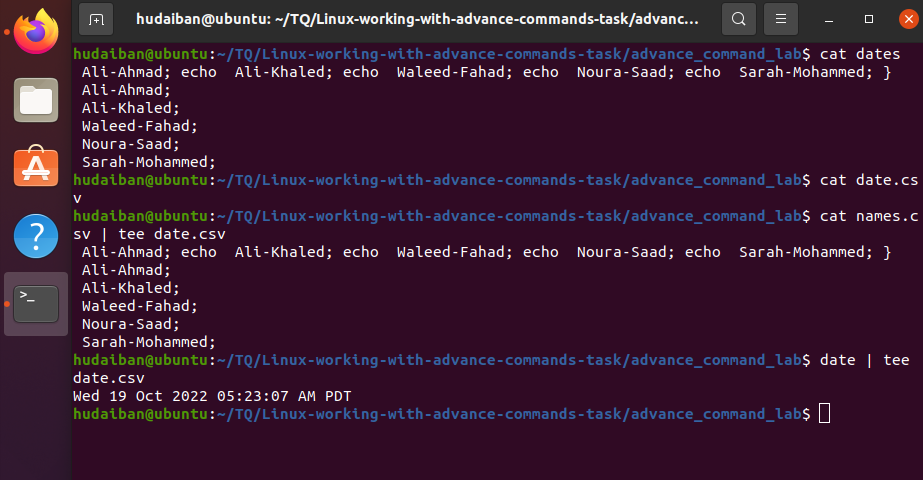 hudaiban@ubuntu: ~/TQ/Linux-working-with-advance-commands-task/advanc...
hudaiban@ubuntu:~/TQ/Linux-working-with-advance-commands-task/advance_command_lab$ cat dates
 Ali-Ahmad; echo  Ali-Khaled; echo  Waleed-Fahad; echo  Noura-Saad; echo  Sarah-Mohammed; }
 Ali-Ahmad;
 Ali-Khaled;
 Waleed-Fahad;
 Noura-Saad;
 Sarah-Mohammed;
hudaiban@ubuntu:~/TQ/Linux-working-with-advance-commands-task/advance_command_lab$ cat date.cs
v
hudaiban@ubuntu:~/TQ/Linux-working-with-advance-commands-task/advance_command_lab$ cat names.c
sv | tee date.csv
 Ali-Ahmad; echo  Ali-Khaled; echo  Waleed-Fahad; echo  Noura-Saad; echo  Sarah-Mohammed; }
 Ali-Ahmad;
 Ali-Khaled;
 Waleed-Fahad;
 Noura-Saad;
 Sarah-Mohammed;
hudaiban@ubuntu:~/TQ/Linux-working-with-advance-commands-task/advance_command_lab$ date | tee
date.csv
Wed 19 Oct 2022 05:23:07 AM PDT
hudaiban@ubuntu:~/TQ/Linux-working-with-advance-commands-task/advance_command_lab$